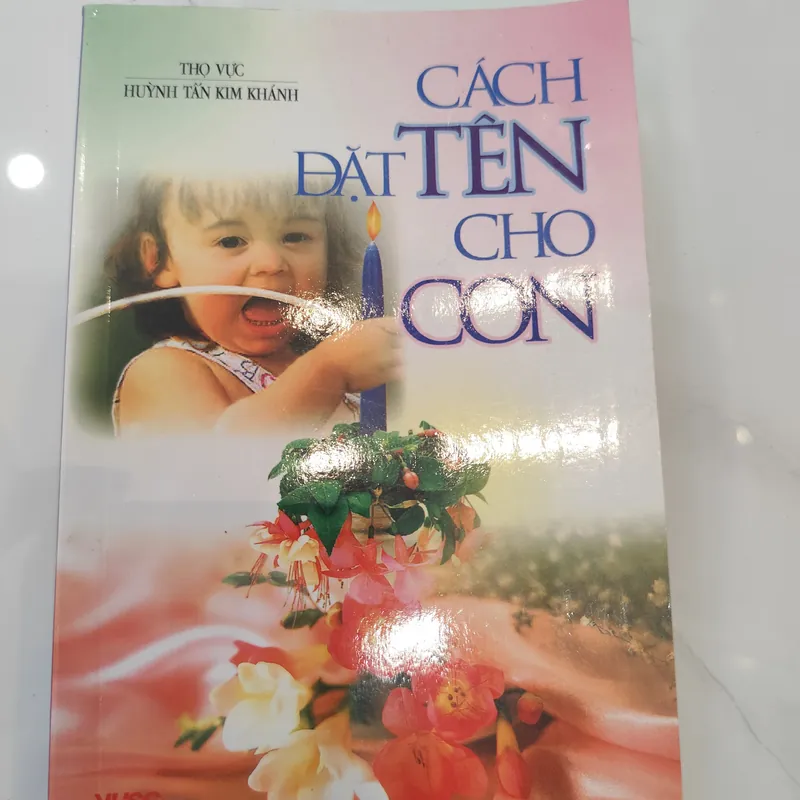 THỌ VỰC
HUỲNH TẤN KIM KHÁNH
CÁCH
ĐẶT TÊN
CHO
CON